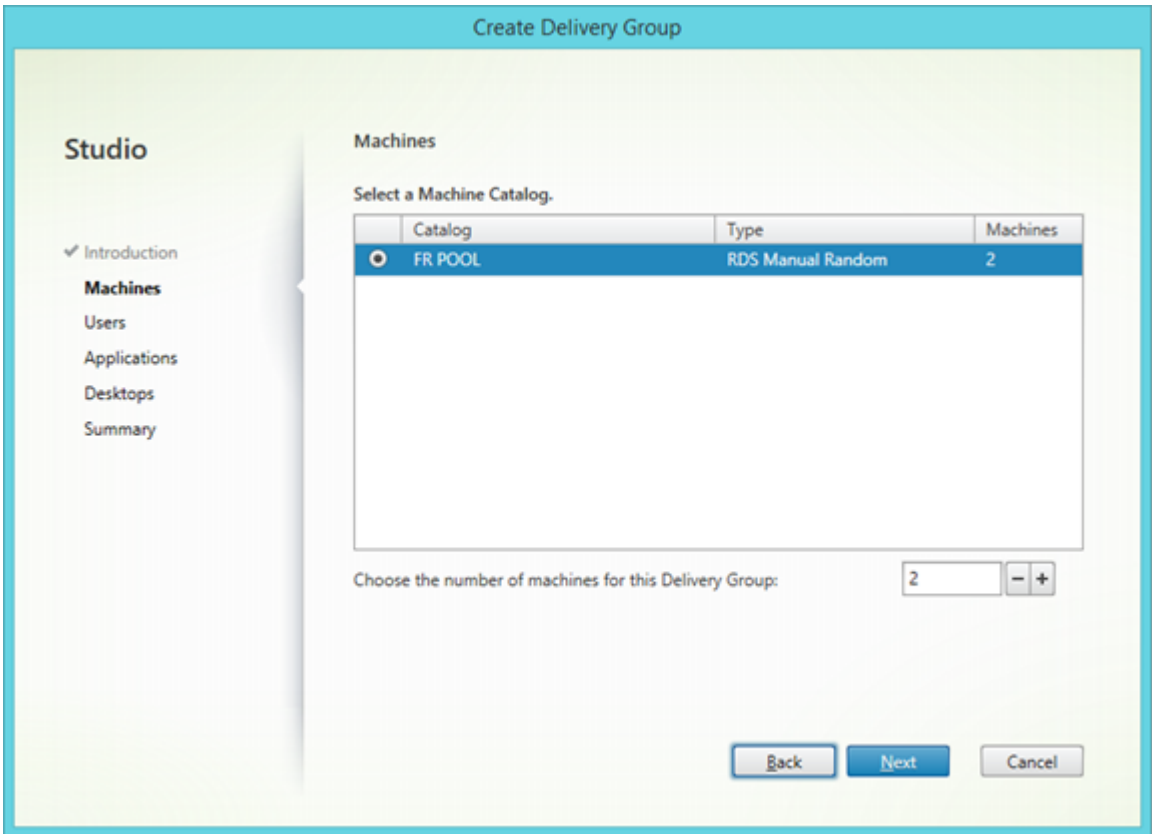 Create Delivery Group
Studio
✔ Introduction
Machines
Users
Applications
Desktops
Summary
Machines
Select a Machine Catalog.
Catalog Type Machines
FR POOL RDS Manual Random 2
Choose the number of machines for this Delivery Group: 2 - +
Back Next Cancel